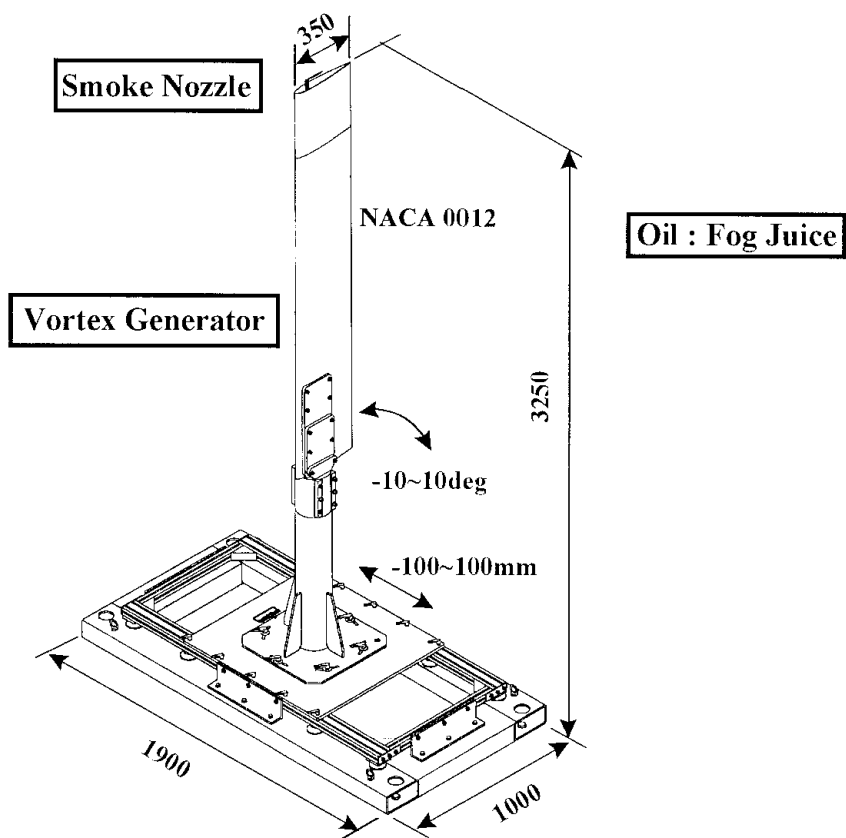 350
Smoke Nozzle
NACA 0012
Oil : Fog Juice
Vortex Generator
3250
-10~10deg
-100~100mm
1900
1000